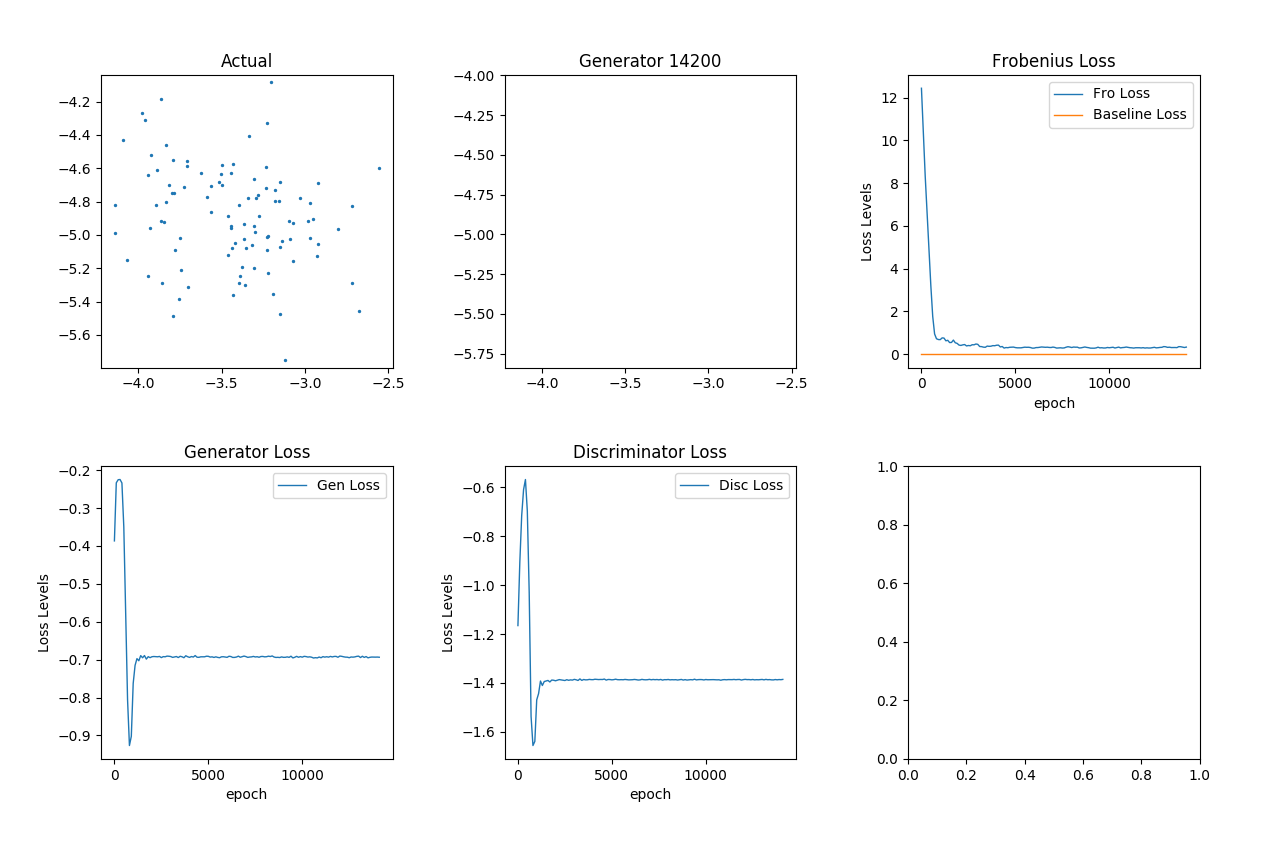 Actual
−4.2
−4.4
−4.6
−4.8
−5.0
−5.2
−5.4
−5.6
−4.0 −3.5 −3.0 −2.5
Generator 14200
−4.00
−4.25
−4.50
−4.75
−5.00
−5.25
−5.50
−5.75
−4.0 −3.5 −3.0 −2.5
Frobenius Loss
Fro Loss
Baseline Loss
Loss Levels
12
10
8
6
4
2
0
0 5000 10000
epoch
Generator Loss
Gen Loss
Loss Levels
−0.2
−0.3
−0.4
−0.5
−0.6
−0.7
−0.8
−0.9
0 5000 10000
epoch
Discriminator Loss
Disc Loss
Loss Levels
−0.6
−0.8
−1.0
−1.2
−1.4
−1.6
0 5000 10000
epoch
1.0
0.8
0.6
0.4
0.2
0.0
0.0 0.2 0.4 0.6 0.8 1.0